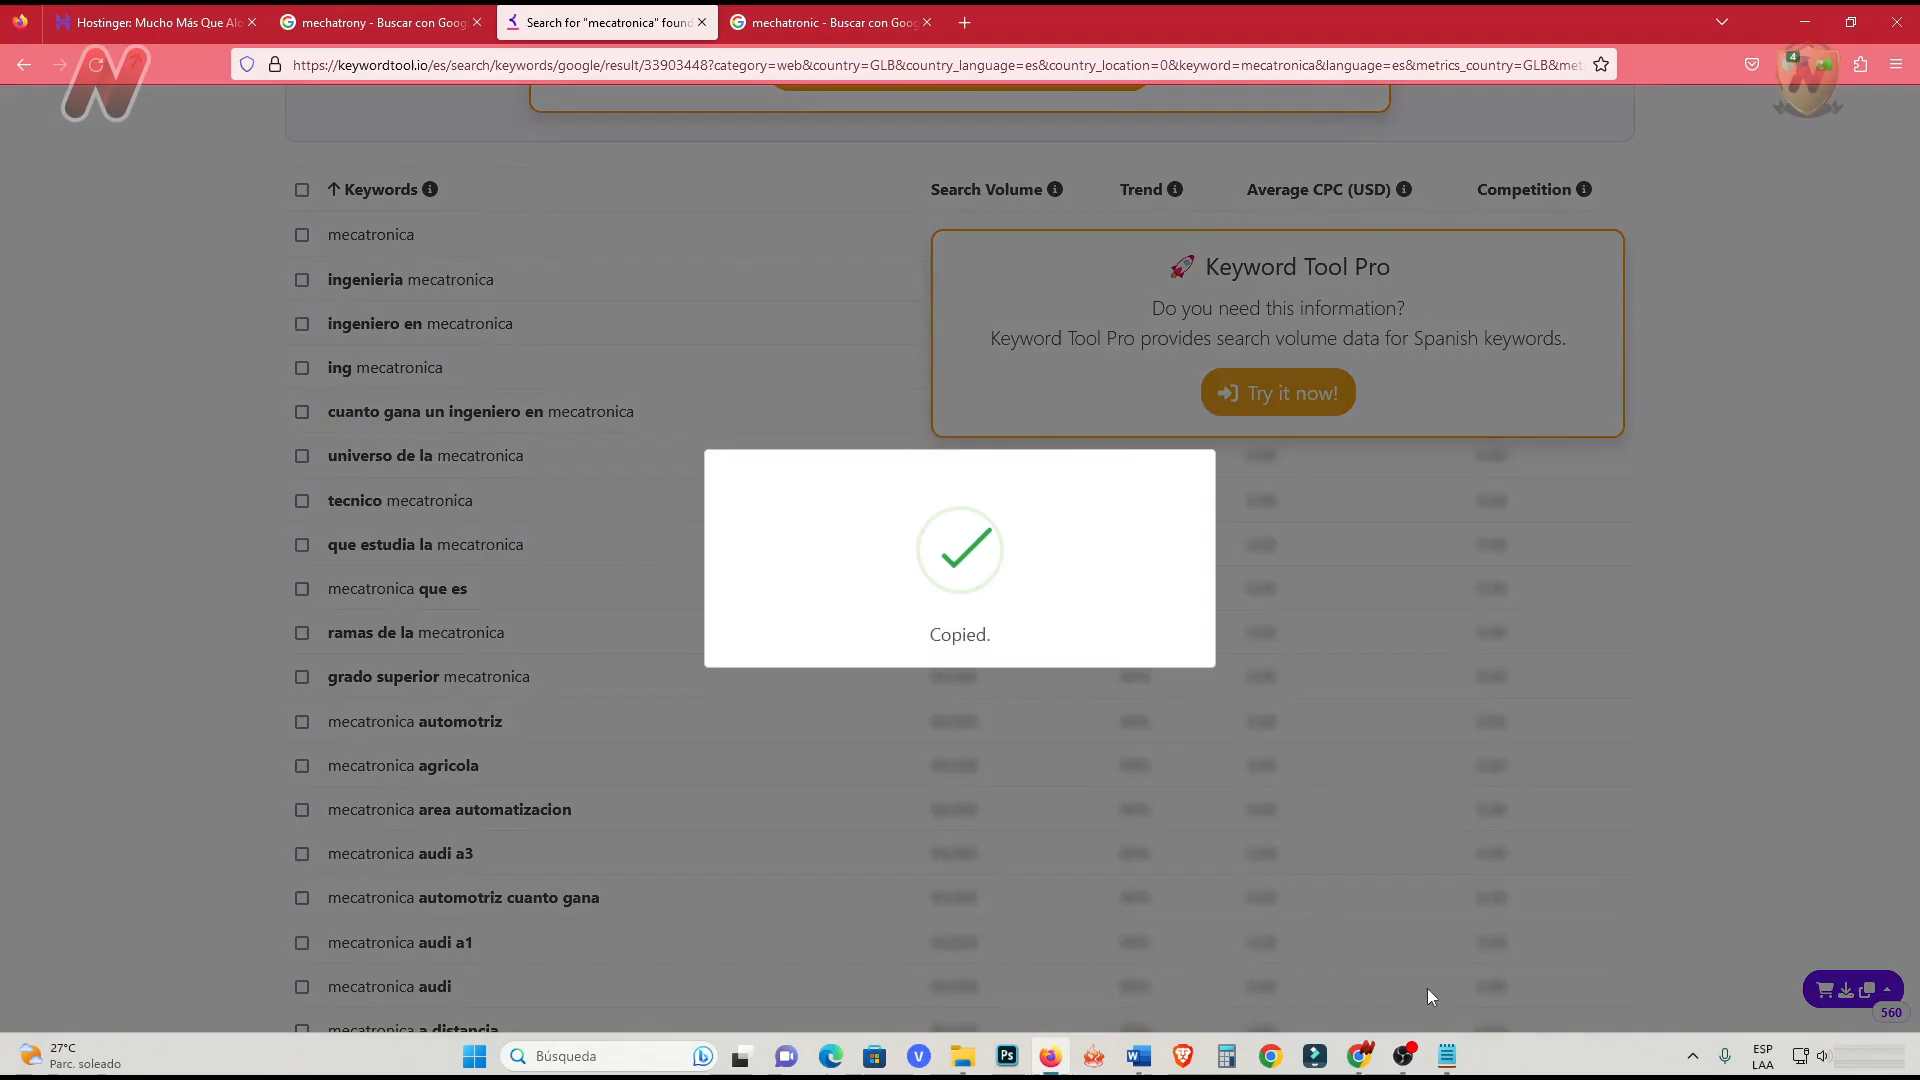 Hostinger: Mucho Más Que Alo
mechatrony - Buscar con Goog
Search for "mecatronica" found
mechatronic - Buscar con Goog
https://keywordtool.io/es/search/keywords/google/result/33903448?category=web&country=GLB&country_language=es&country_location=0&keyword=mecatronica&language=es&metrics_country=GLB&met
4
Keywords
Search Volume
Trend
Average CPC (USD)
Competition
mecatronica
ingenieria mecatronica
ingeniero en mecatronica
ing mecatronica
cuanto gana un ingeniero en mecatronica
universo de la mecatronica
tecnico mecatronica
que estudia la mecatronica
mecatronica que es
ramas de la mecatronica
grado superior mecatronica
mecatronica automotriz
mecatronica agricola
mecatronica area automatizacion
mecatronica audi a3
mecatronica automotriz cuanto gana
mecatronica audi a1
mecatronica audi
mecatronica a distancia
Keyword Tool Pro
Do you need this information?
Keyword Tool Pro provides search volume data for Spanish keywords.
Try it now!
Copied.
560
27°C
Parc. soleado
Búsqueda
ESP
LAA